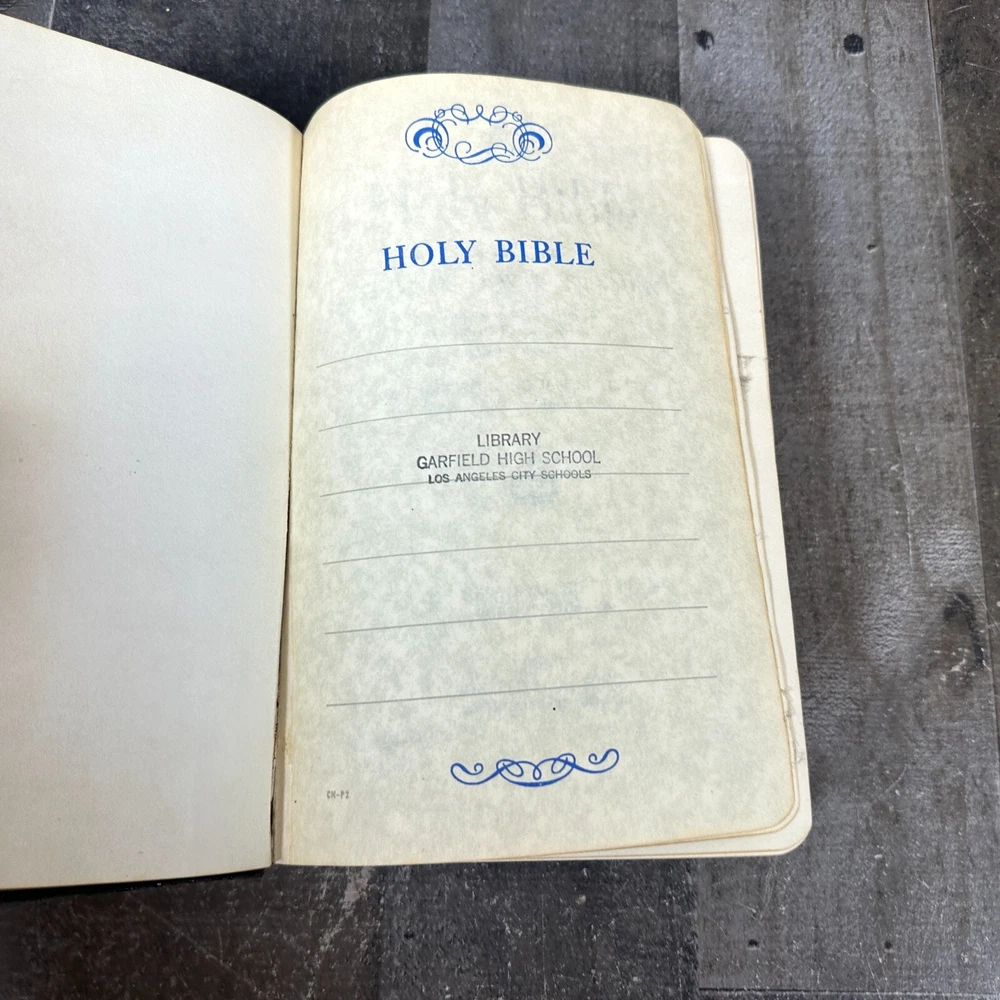 HOLY BIBLE
LIBRARY
GARFIELD HIGH SCHOOL
LOS ANGELES CITY SCHOOLS